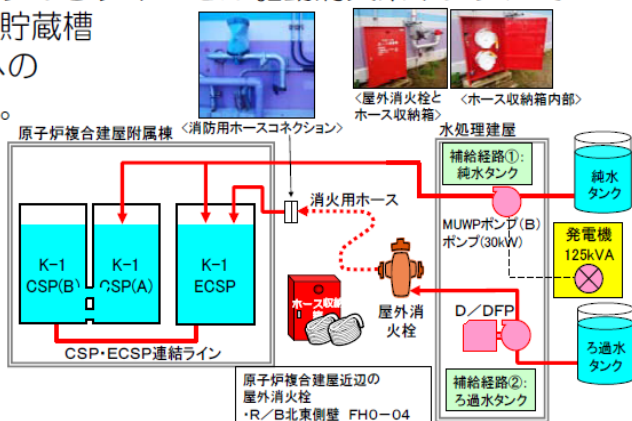 貯蔵槽
の
。
<消防用ホースコネクション>
<屋外消火栓と
ホース収納箱>
<ホース収納箱内部>
原子炉複合建屋附属棟
水処理建屋
補給経路①:
純水タンク
純水
タンク
消火用ホース
MUWPポンプ(B)
ポンプ(30kW)
発電機
125kVA
K-1
CSP(B)
K-1
CSP(A)
K-1
ECSP
ホース収納
屋外消
火栓
D/DFP
ろ過水
タンク
CSP・ECSP連結ライン
補給経路②:
ろ過水タンク
原子炉複合建屋近辺の
屋外消火栓
・R/B北東側壁 FHO-04